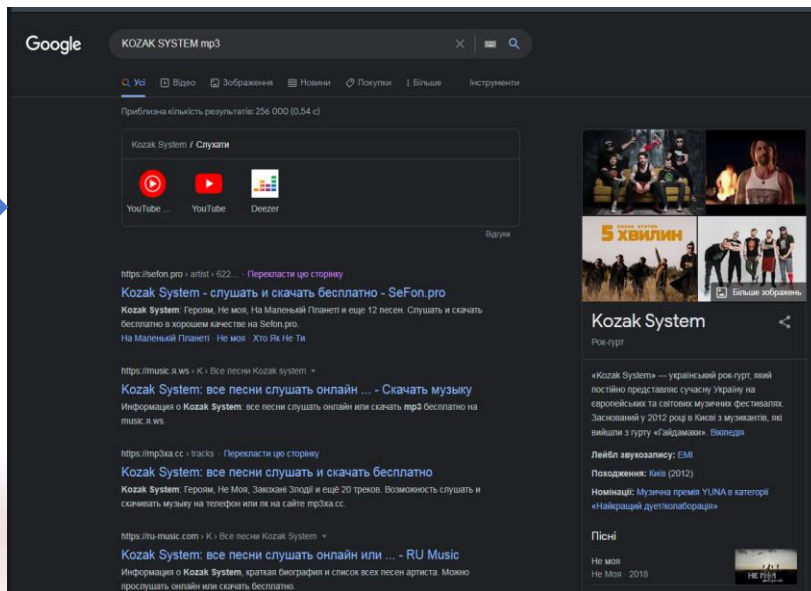 Google
KOZAK SYSTEM mp3
Усі Відео Зображення Новини Покупки Більше Інструменти
Приблизна кількість результатів: 256 000 (0,54 с)
Kozak System / Слухати
YouTube ... YouTube Deezer
Відгуки
https://sefon.pro › artist › 622... · Перекласти цю сторінку
Kozak System - слушать и скачать бесплатно - SeFon.pro
Kozak System: Героям, Не моя, На Маленькій Планеті и еще 12 песен. Слушать и скачать
бесплатно в хорошем качестве на Sefon.pro.
На Маленькій Планеті · Не моя · Хто Як Не Ти
https://music.я.ws › K › Все песни Kozak system
Kozak System: все песни слушать онлайн ... - Скачать музыку
Информация о Kozak System: все песни слушать онлайн или скачать mp3 бесплатно на
music.я.ws.
https://mp3xa.cc › tracks · Перекласти цю сторінку
Kozak System: все песни слушать и скачать бесплатно
Kozak System: Героям, Не Моя, Закохані Злодії и ещё 20 треков. Возможность слушать и
скачивать музыку на телефон или пк на сайте mp3xa.cc.
https://ru-music.com › K › Все песни Kozak System
Kozak System: все песни слушать онлайн или ... - RU Music
Информация о Kozak System, краткая биография и список всех песен артиста. Можно
прослушать онлайн или скачать бесплатно.
5 ХВИЛИН
Більше зображень
Kozak System
Рок-гурт
«Kozak System» — український рок-гурт, який
постійно представляє сучасну Україну на
європейських та світових музичних фестивалях.
Заснований у 2012 році в Києві з музикантів, які
вийшли з гурту «Гайдамаки». Вікіпедія
Лейбл звукозапису: EMI
Походження: Київ (2012)
Номінації: Музична премія YUNA в категорії
«Найкращий дует/колаборація»
Пісні
Не моя
Не Моя · 2018
НЕ МОЯ